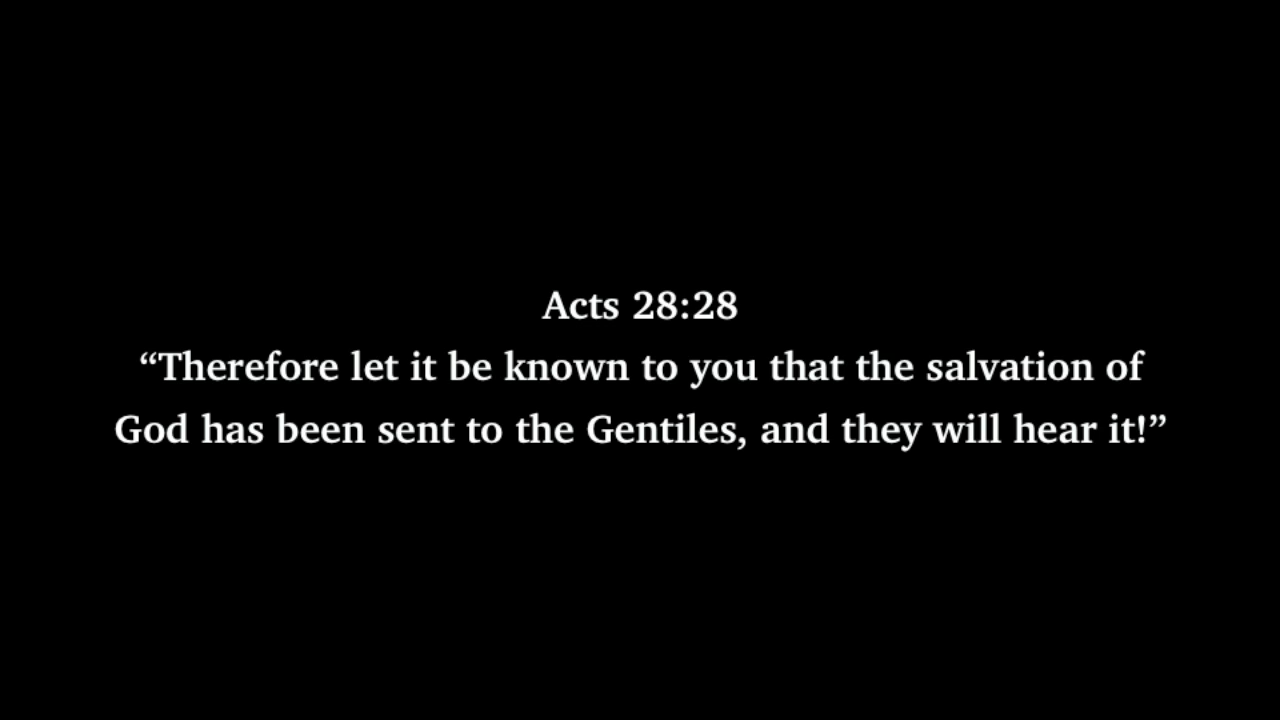 Acts 28:28
“Therefore let it be known to you that the salvation of
God has been sent to the Gentiles, and they will hear it!”